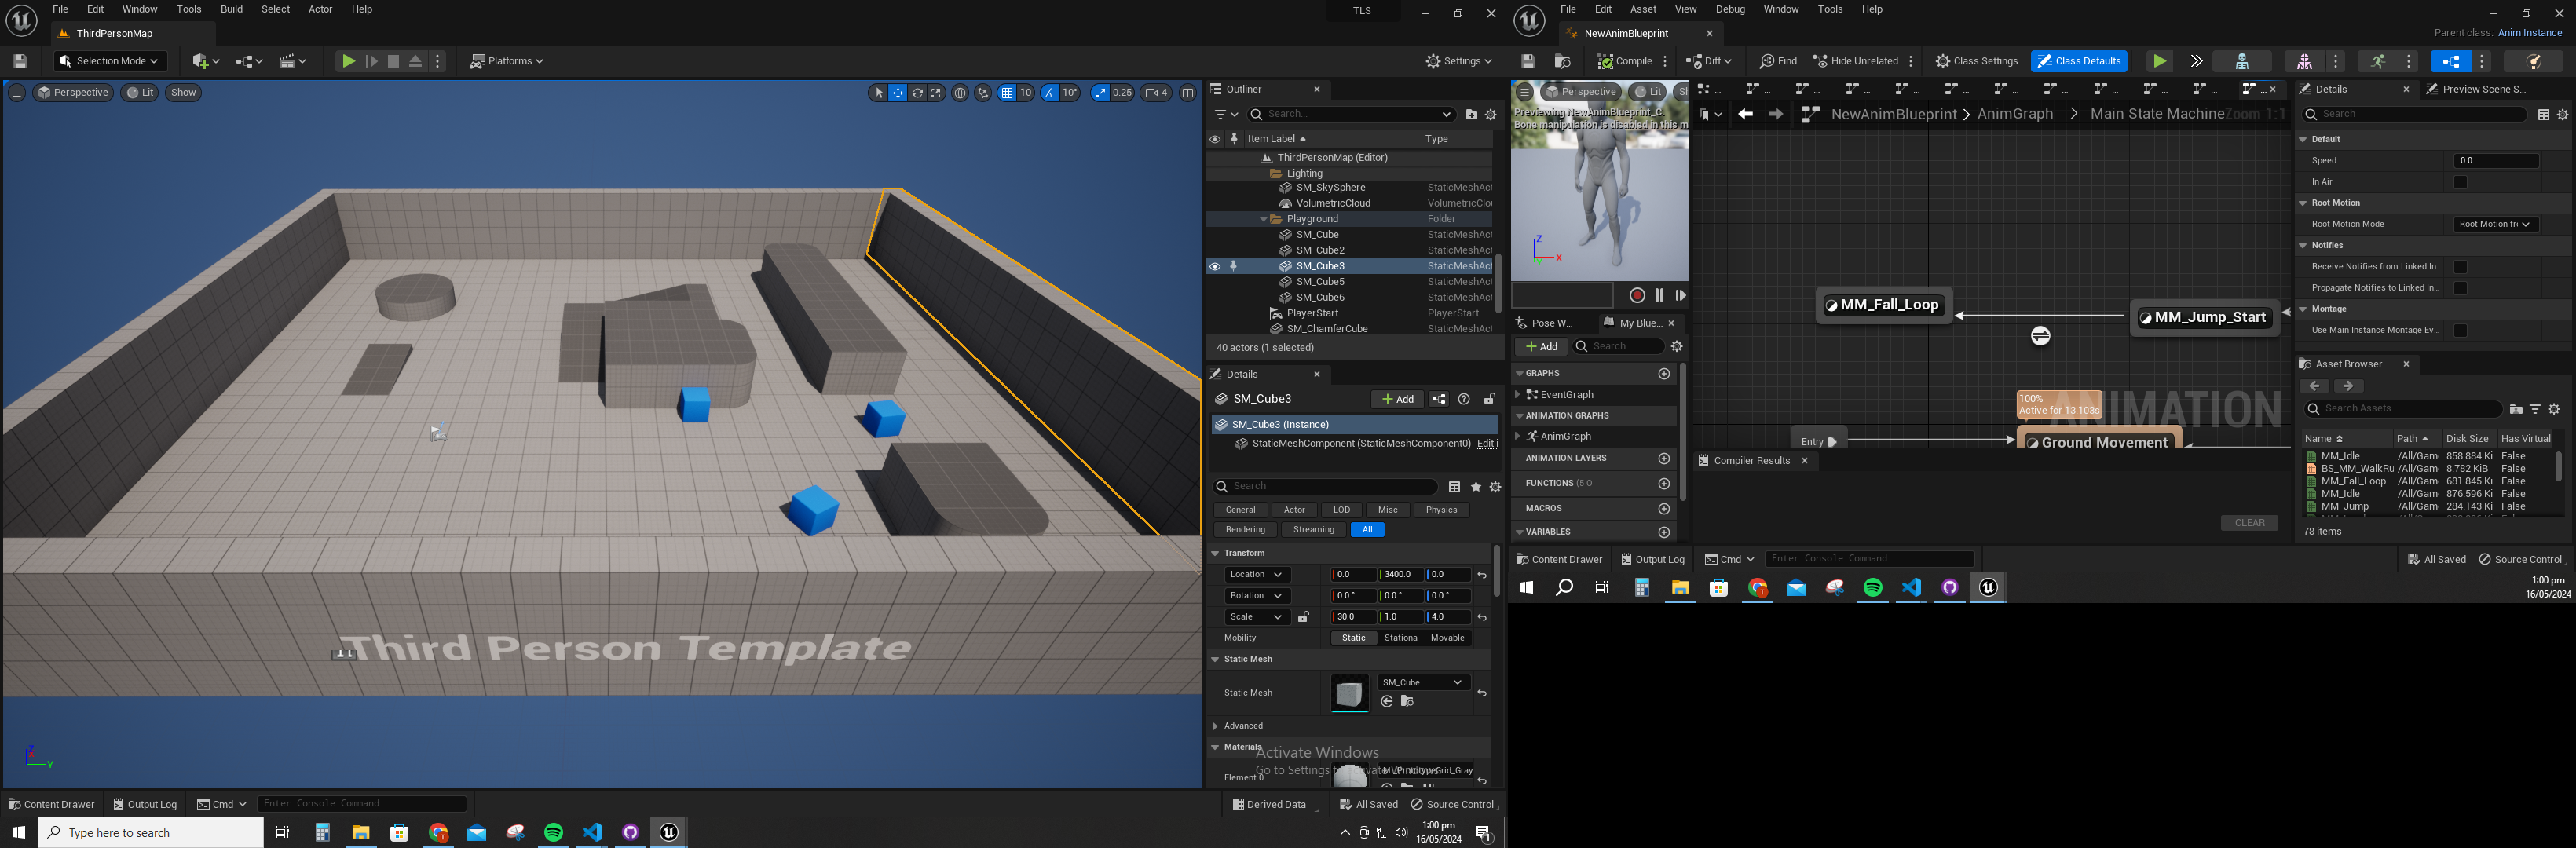 File Edit Window Tools Build Select Actor Help
TLS
ThirdPersonMap
Selection Mode
Platforms
Settings
Perspective Lit Show
10 10° 0.25 4
Third Person Template
Outliner
Search...
Item Label Type
ThirdPersonMap (Editor)
Lighting
SM_SkySphere StaticMeshAct
VolumetricCloud VolumetricClou
Playground Folder
SM_Cube StaticMeshAct
SM_Cube2 StaticMeshAct
SM_Cube3 StaticMeshAct
SM_Cube5 StaticMeshAct
SM_Cube6 StaticMeshAct
PlayerStart PlayerStart
SM_ChamferCube StaticMeshAct
40 actors (1 selected)
Details
SM_Cube3
Add
SM_Cube3 (Instance)
StaticMeshComponent (StaticMeshComponent0) Edit i
Search
General Actor LOD Misc Physics
Rendering Streaming All
Transform
Location 0.0 3400.0 0.0
Rotation 0.0 ° 0.0 ° 0.0 °
Scale 30.0 1.0 4.0
Mobility Static Stationa Movable
Static Mesh
Static Mesh SM_Cube
Advanced
Materials
Element 0
Activate Windows
Content Drawer Output Log Cmd Enter Console Command
Derived Data All Saved Source Control
Type here to search
1:00 pm
16/05/2024
File Edit Asset View Debug Window Tools Help
NewAnimBlueprint
Parent class: Anim Instance
Compile Diff Find Hide Unrelated Class Settings Class Defaults
Perspective Lit Sh
Previewing NewAnimBlueprint_C.
Bone manipulation is disabled in this m
Z
X
Pose W... My Blue...
Add Search
GRAPHS
EventGraph
ANIMATION GRAPHS
AnimGraph
ANIMATION LAYERS
FUNCTIONS (5 O
MACROS
VARIABLES
NewAnimBlueprint > AnimGraph > Main State Machine Zoom 1:1
MM_Fall_Loop
MM_Jump_Start
100%
Active for 13.103s
ANIMATION
Entry
Ground Movement
Compiler Results
CLEAR
Details Preview Scene S...
Search
Default
Speed 0.0
In Air
Root Motion
Root Motion Mode Root Motion fr
Notifies
Receive Notifies from Linked In...
Propagate Notifies to Linked In...
Montage
Use Main Instance Montage Ev...
Asset Browser
Search Assets
Name Path Disk Size Has Virtuali
MM_Idle /All/Gam 858.884 Ki False
BS_MM_WalkRu /All/Gam 8.782 KiB False
MM_Fall_Loop /All/Gam 681.845 Ki False
MM_Idle /All/Gam 876.596 Ki False
MM_Jump /All/Gam 284.143 Ki False
78 items
Content Drawer Output Log Cmd Enter Console Command
All Saved Source Control
1:00 pm
16/05/2024